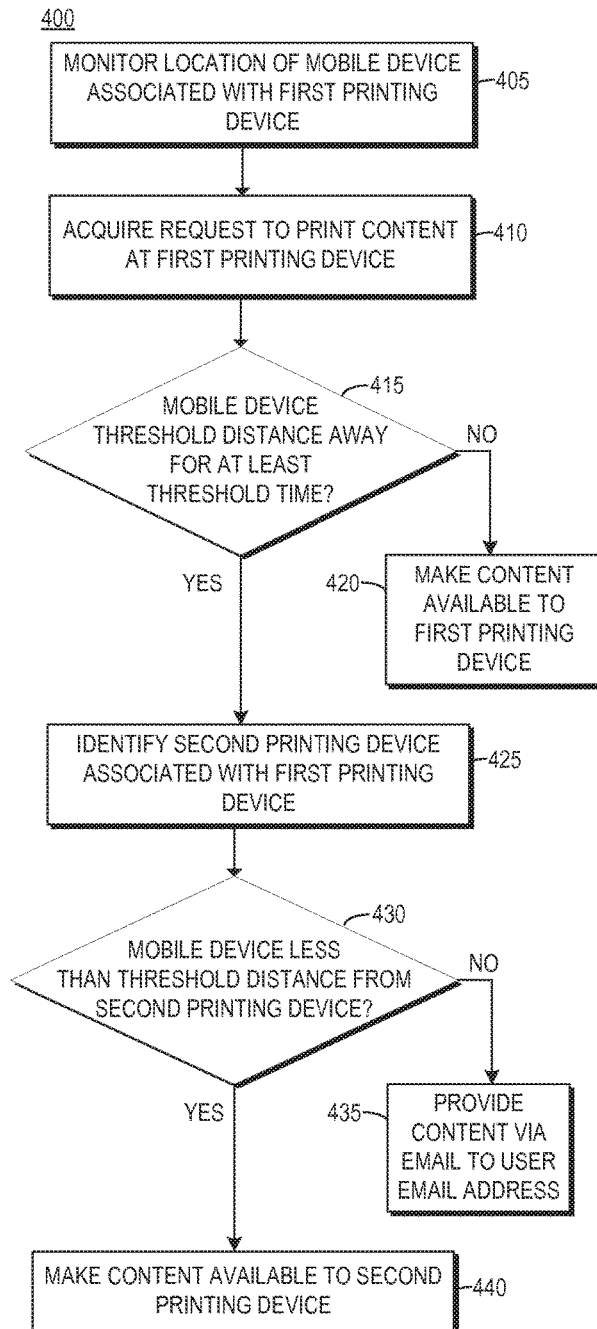 400
MONITOR LOCATION OF MOBILE DEVICE
ASSOCIATED WITH FIRST PRINTING
DEVICE
405
ACQUIRE REQUEST TO PRINT CONTENT
AT FIRST PRINTING DEVICE
410
415
MOBILE DEVICE
THRESHOLD DISTANCE AWAY
FOR AT LEAST
THRESHOLD TIME?
NO
YES
420
MAKE CONTENT
AVAILABLE TO
FIRST PRINTING
DEVICE
IDENTIFY SECOND PRINTING DEVICE
ASSOCIATED WITH FIRST PRINTING
DEVICE
425
430
MOBILE DEVICE LESS
THAN THRESHOLD DISTANCE FROM
SECOND PRINTING DEVICE?
NO
YES
435
PROVIDE
CONTENT VIA
EMAIL TO USER
EMAIL ADDRESS
MAKE CONTENT AVAILABLE TO SECOND
PRINTING DEVICE
440